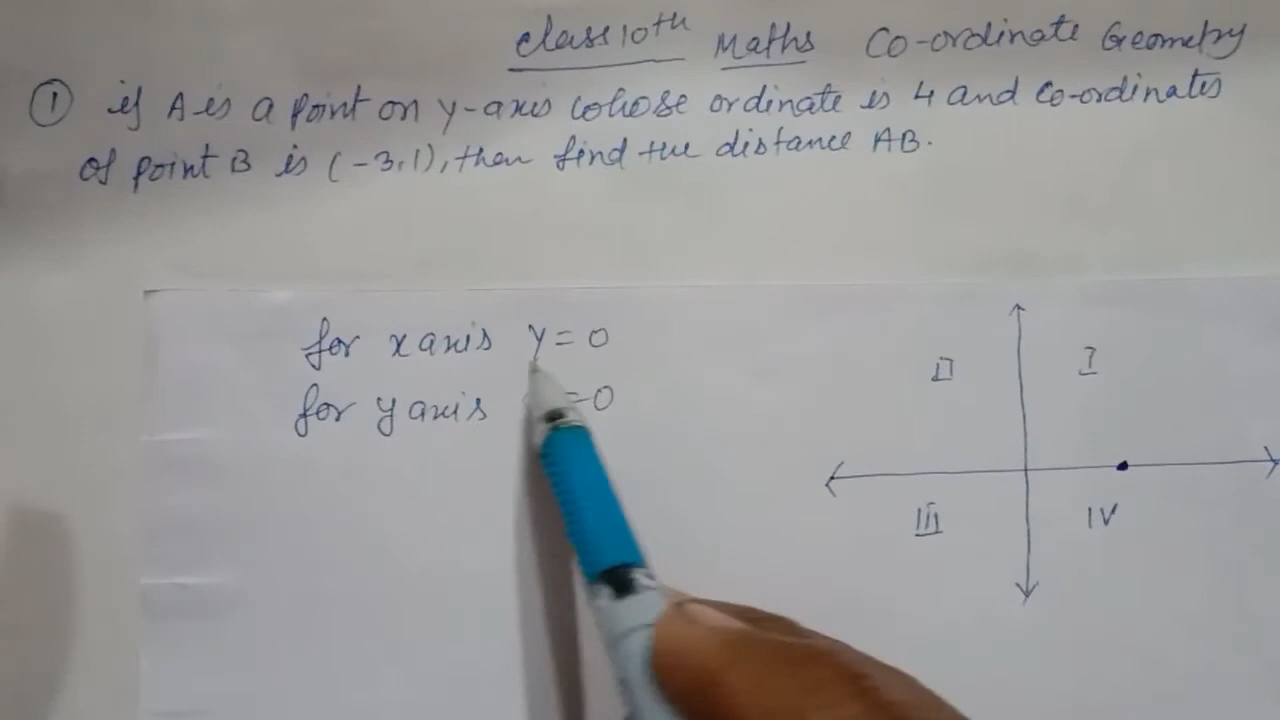 Class 10th Maths Co-ordinate Geometry
① if A is a point on y-axis whose ordinate is 4 and Co-ordinates
of point B is (-3,1), then find the distance AB.
for x axis y = 0
for y axis = 0
II I
III IV